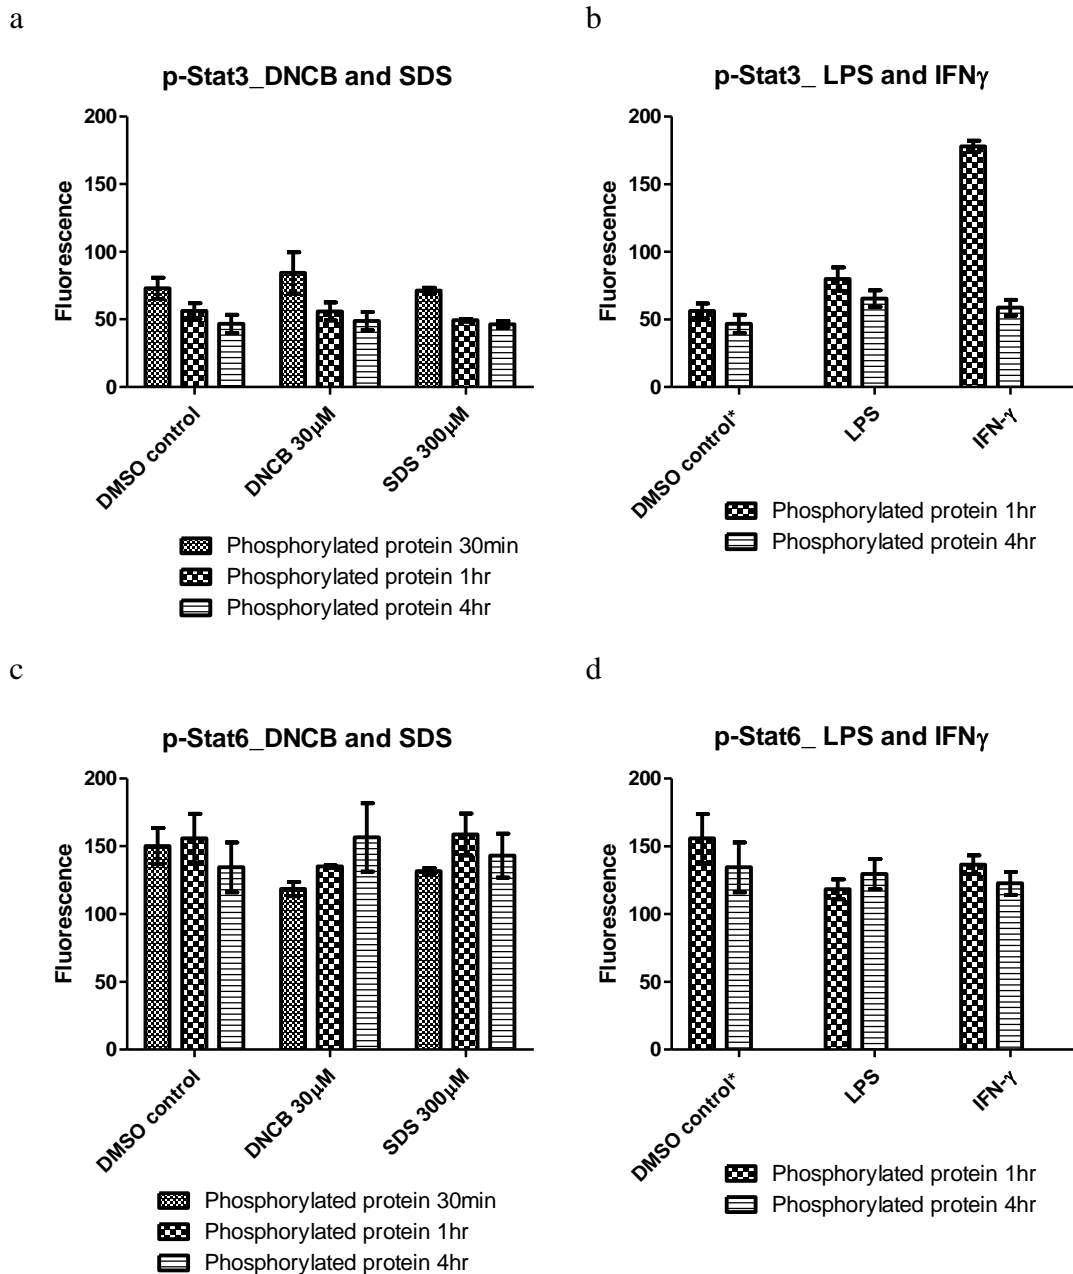 a
p-Stat3_DNCB and SDS
200
150
100
50
0
Fluorescence
DMSO control
DNCB 30µM
SDS 300µM
Phosphorylated protein 30min
Phosphorylated protein 1hr
Phosphorylated protein 4hr
b
p-Stat3_ LPS and IFNγ
200
150
100
50
0
Fluorescence
DMSO control*
LPS
IFN-γ
Phosphorylated protein 1hr
Phosphorylated protein 4hr
c
p-Stat6_DNCB and SDS
200
150
100
50
0
Fluorescence
DMSO control
DNCB 30µM
SDS 300µM
Phosphorylated protein 30min
Phosphorylated protein 1hr
Phosphorylated protein 4hr
d
p-Stat6_ LPS and IFNγ
200
150
100
50
0
Fluorescence
DMSO control*
LPS
IFN-γ
Phosphorylated protein 1hr
Phosphorylated protein 4hr